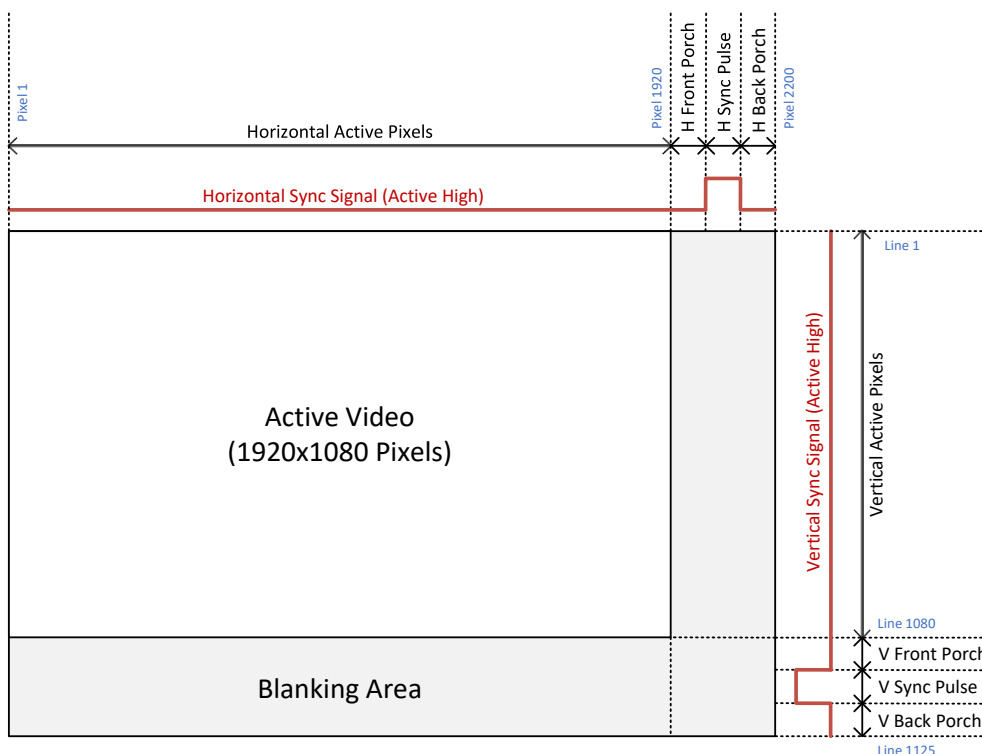 Pixel 1
Pixel 1920
H Front Porch
H Sync Pulse
H Back Porch
Pixel 2200
Horizontal Active Pixels
Horizontal Sync Signal (Active High)
Line 1
Vertical Sync Signal (Active High)
Vertical Active Pixels
Active Video
(1920x1080 Pixels)
Line 1080
V Front Porch
Blanking Area
V Sync Pulse
V Back Porch
Line 1125